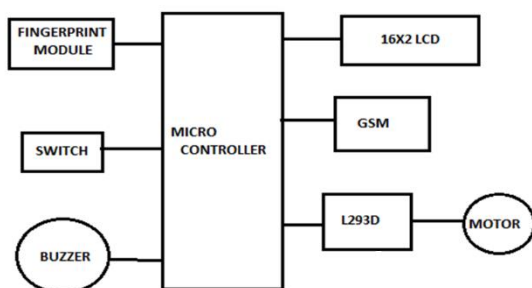 FINGERPRINT
MODULE
16X2 LCD
MICRO
CONTROLLER
GSM
SWITCH
L293D
MOTOR
BUZZER